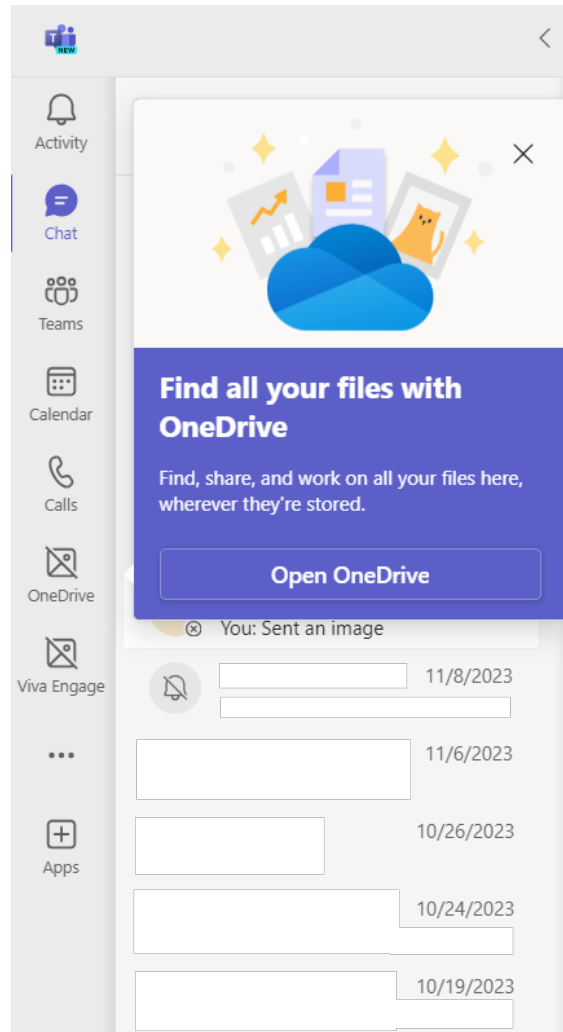 T
NEW
Activity
Chat
Teams
Calendar
Calls
OneDrive
Viva Engage
Apps
Find all your files with
OneDrive
Find, share, and work on all your files here,
wherever they're stored.
Open OneDrive
You: Sent an image
11/8/2023
11/6/2023
10/26/2023
10/24/2023
10/19/2023